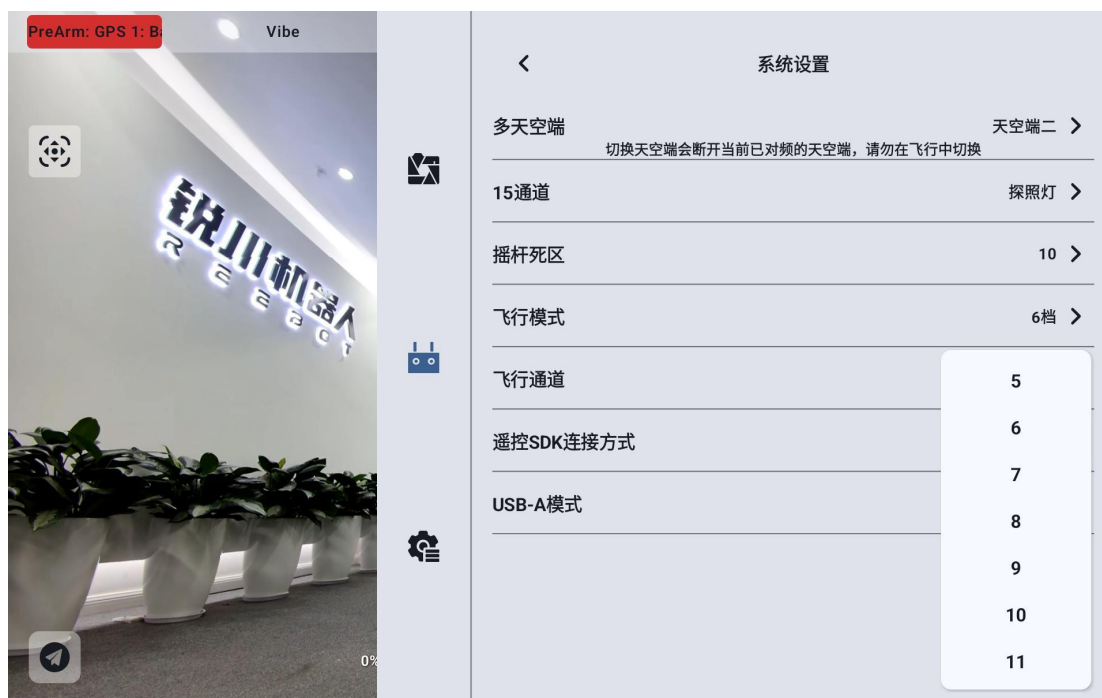 PreArm: GPS 1: Ba
Vibe
锐川机器人
REEBOT
0%
系统设置
多天空端
天空端二
切换天空端会断开当前已对频的天空端，请勿在飞行中切换
15通道
探照灯
摇杆死区
10
飞行模式
6档
飞行通道
遥控SDK连接方式
USB-A模式
5
6
7
8
9
10
11